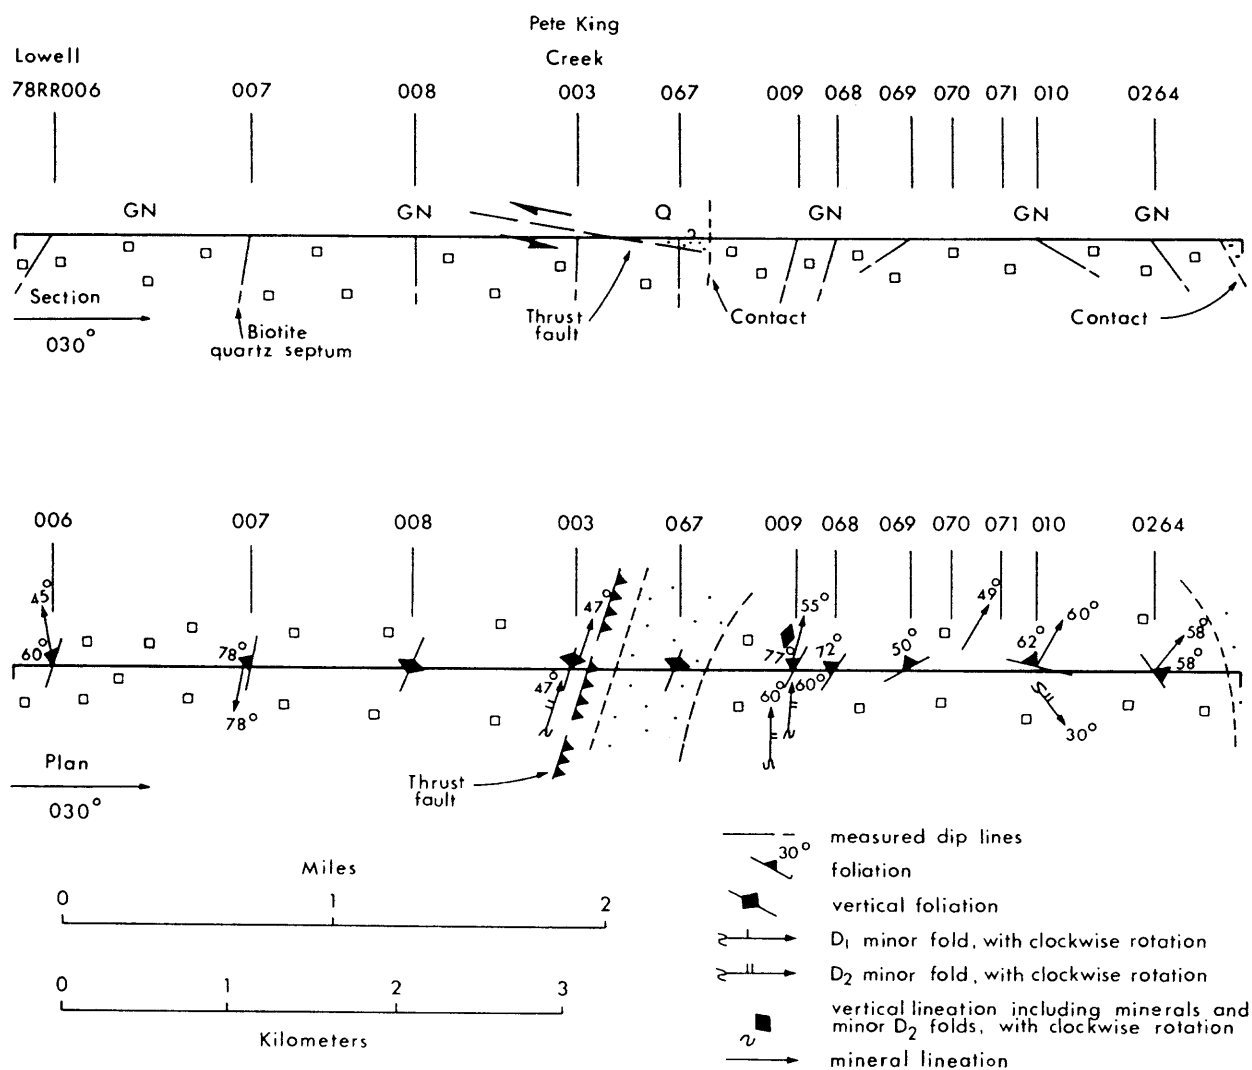 Pete King
Lowell
Creek
78RR006 007 008 003 067 009 068 069 070 071 010 0264
GN GN Q GN GN GN
?
Section
030°
Biotite
quartz septum
Thrust
fault
Contact
Contact
006 007 008 003 067 009 068 069 070 071 010 0264
45° 47° 55° 49° 60°
60° 78° 77° 72° 50° 62° 58°
58°
47° 60° 60°
78° 30°
Plan
030°
Thrust
fault
Miles
0 1 2
0 1 2 3
Kilometers
measured dip lines
30°
foliation
vertical foliation
D1 minor fold, with clockwise rotation
D2 minor fold, with clockwise rotation
vertical lineation including minerals and
minor D2 folds, with clockwise rotation
mineral lineation